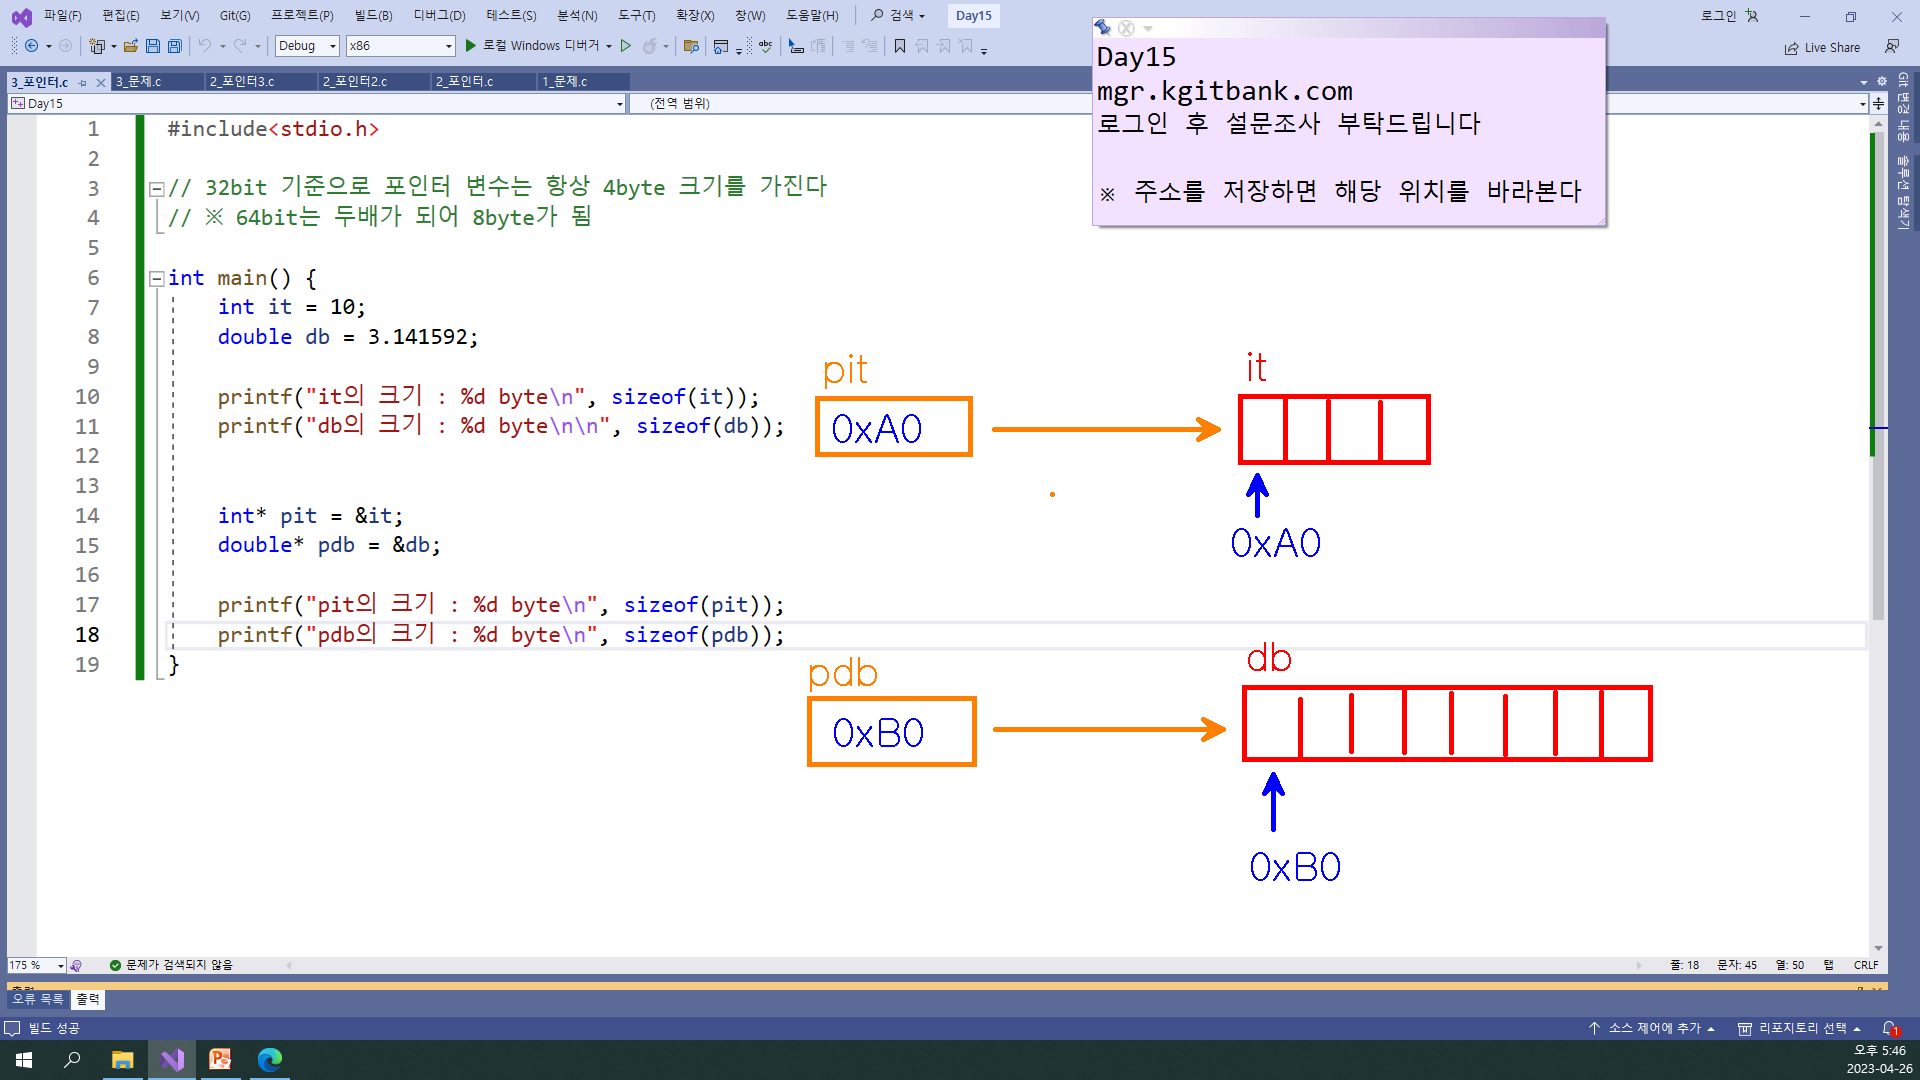 파일(F) 편집(E) 보기(V) Git(G) 프로젝트(P) 빌드(B) 디버그(D) 테스트(S) 분석(N) 도구(T) 확장(X) 창(W) 도움말(H) 검색 Day15 로그인
Debug x86 로컬 Windows 디버거 Live Share
3_포인터.c 3_문제.c 2_포인터3.c 2_포인터2.c 2_포인터.c 1_문제.c
Day15 (전역 범위)
Day15
mgr.kgitbank.com
로그인 후 설문조사 부탁드립니다
※ 주소를 저장하면 해당 위치를 바라본다
Git 변경 내용
솔루션 탐색기
1 #include<stdio.h>
2
3 // 32bit 기준으로 포인터 변수는 항상 4byte 크기를 가진다
4 // ※ 64bit는 두배가 되어 8byte가 됨
5
6 int main() {
7 int it = 10;
8 double db = 3.141592;
9
10 printf("it의 크기 : %d byte\n", sizeof(it));
11 printf("db의 크기 : %d byte\n\n", sizeof(db));
12
13
14 int* pit = &it;
15 double* pdb = &db;
16
17 printf("pit의 크기 : %d byte\n", sizeof(pit));
18 printf("pdb의 크기 : %d byte\n", sizeof(pdb));
19 }
pit
0xA0
it
0xA0
pdb
0xB0
db
0xB0
175 % 문제가 검색되지 않음 줄: 18 문자: 45 열: 50 탭 CRLF
오류 목록 출력
빌드 성공 소스 제어에 추가 리포지토리 선택 1
오후 5:46
2023-04-26